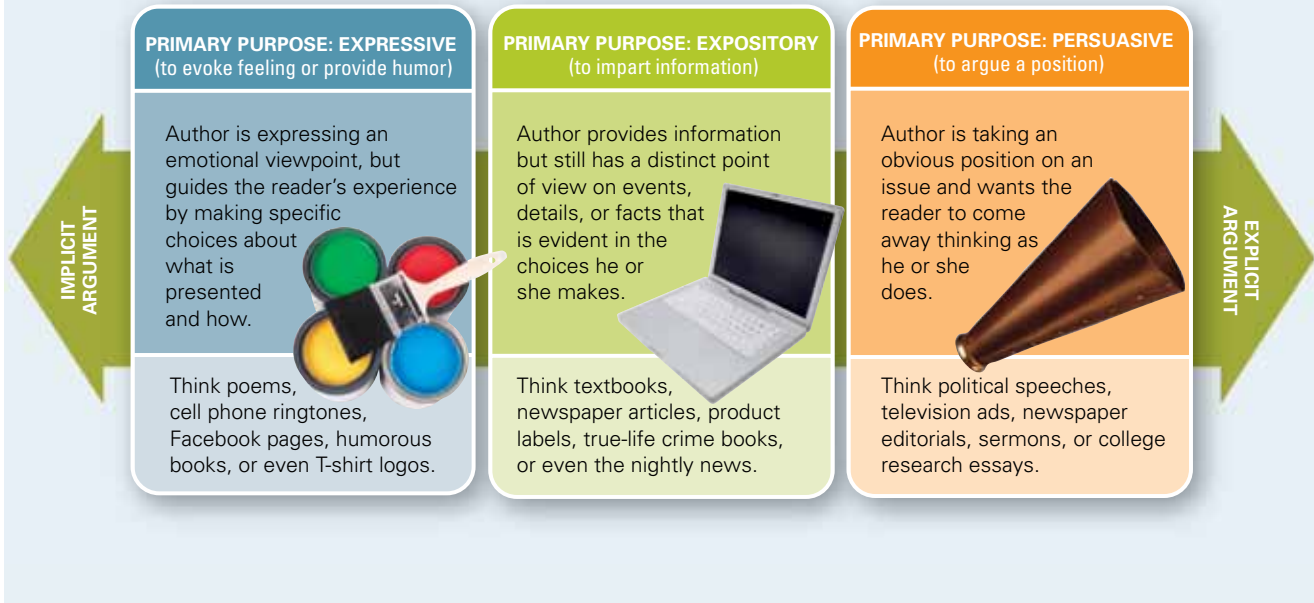 PRIMARY PURPOSE: EXPRESSIVE
(to evoke feeling or provide humor)
Author is expressing an
emotional viewpoint, but
guides the reader’s experience
by making specific
choices about
what is
presented
and how.
Think poems,
cell phone ringtones,
Facebook pages, humorous
books, or even T-shirt logos.
PRIMARY PURPOSE: EXPOSITORY
(to impart information)
Author provides information
but still has a distinct point
of view on events,
details, or facts that
is evident in the
choices he or
she makes.
Think textbooks,
newspaper articles, product
labels, true-life crime books,
or even the nightly news.
PRIMARY PURPOSE: PERSUASIVE
(to argue a position)
Author is taking an
obvious position on an
issue and wants the
reader to come
away thinking as
he or she
does.
Think political speeches,
television ads, newspaper
editorials, sermons, or college
research essays.
IMPLICIT
ARGUMENT
EXPLICIT
ARGUMENT